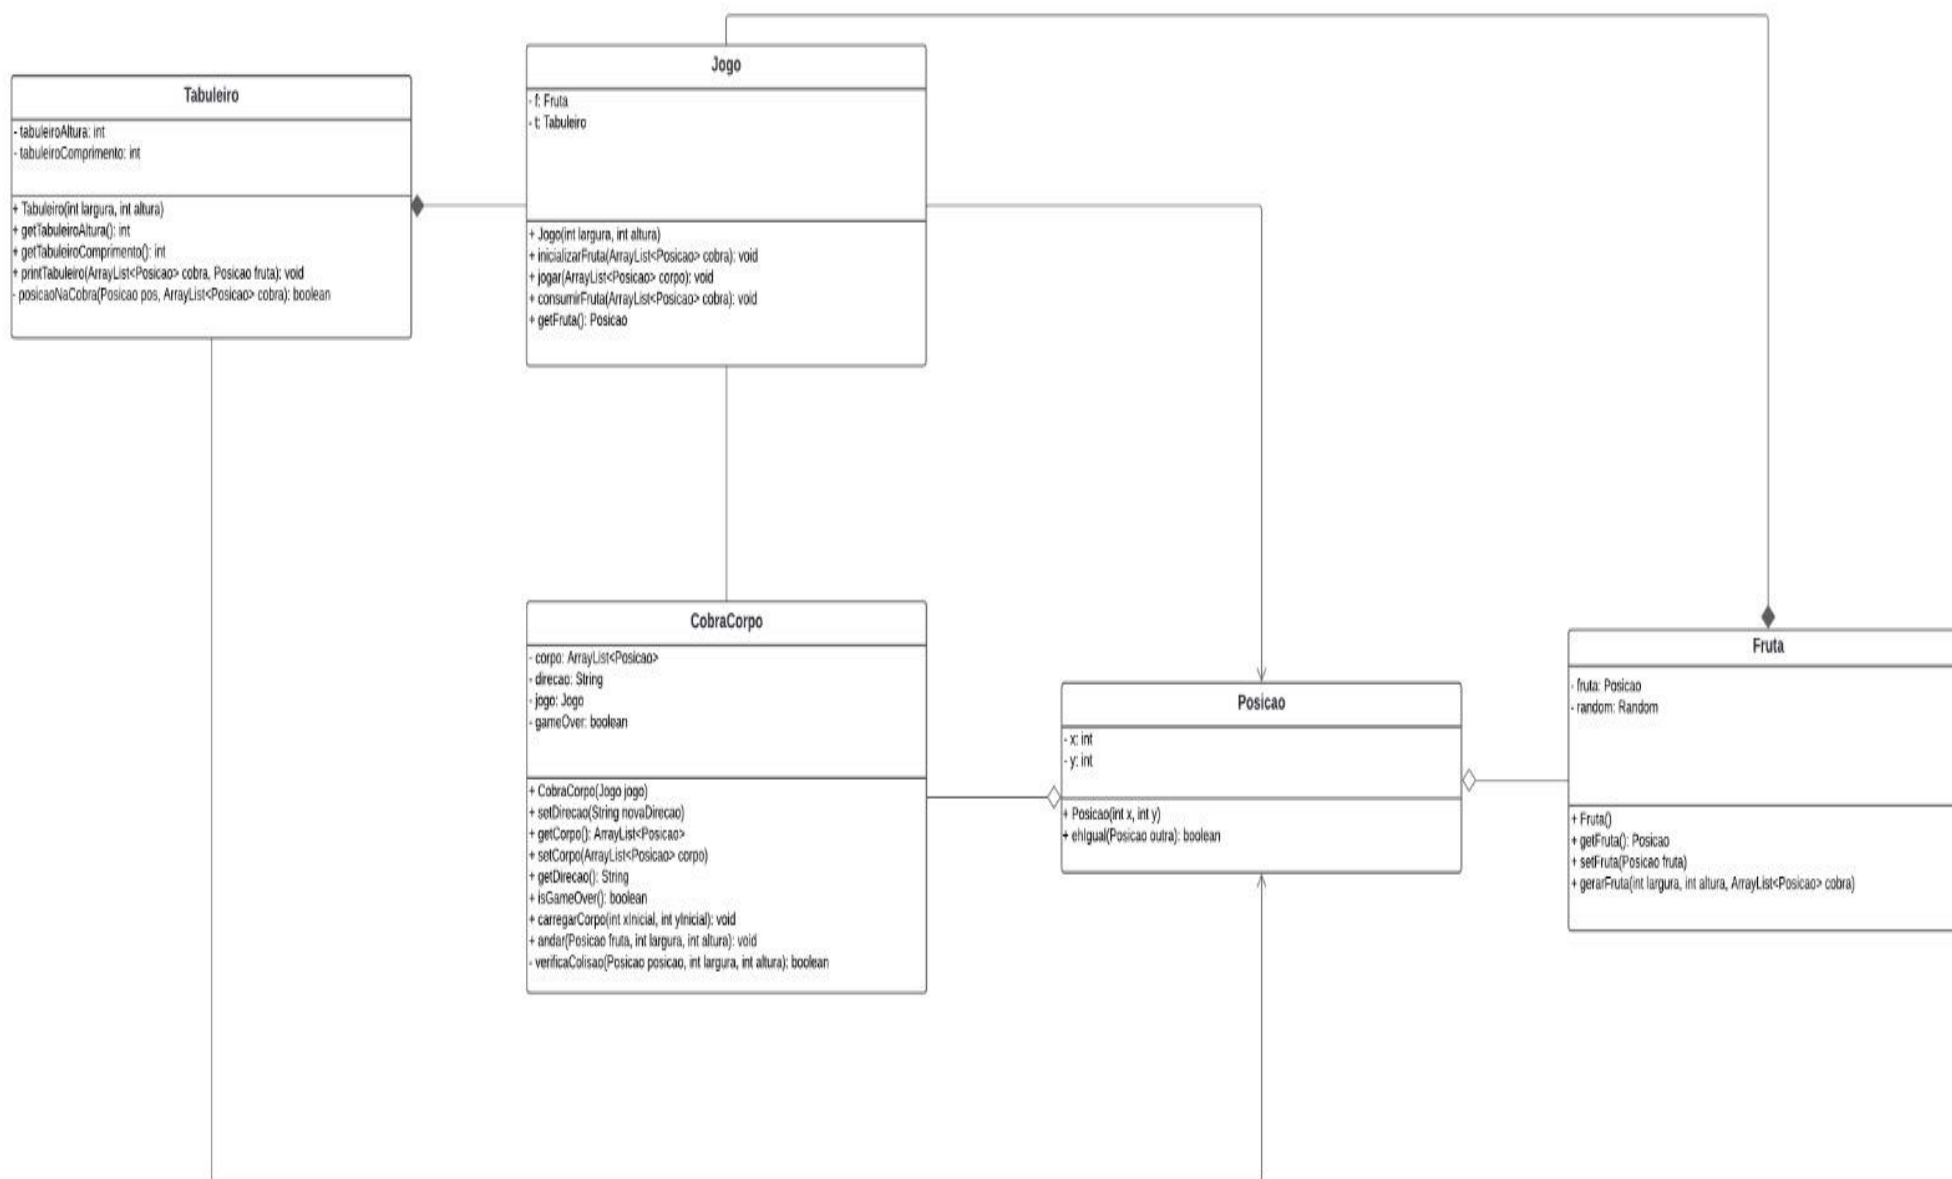 Tabuleiro
- tabuleiroAltura: int
- tabuleiroComprimento: int
+ Tabuleiro(int largura, int altura)
+ getTabuleiroAltura(): int
+ getTabuleiroComprimento(): int
+ printTabuleiro(ArrayList<Posicao> cobra, Posicao fruta): void
- posicaoNaCobra(Posicao pos, ArrayList<Posicao> cobra): boolean
Jogo
- f: Fruta
- t: Tabuleiro
+ Jogo(int largura, int altura)
+ inicializarFruta(ArrayList<Posicao> cobra): void
+ jogar(ArrayList<Posicao> corpo): void
+ consumirFruta(ArrayList<Posicao> cobra): void
+ getFruta(): Posicao
CobraCorpo
- corpo: ArrayList<Posicao>
- direcao: String
- jogo: Jogo
- gameOver: boolean
+ CobraCorpo(Jogo jogo)
+ setDirecao(String novaDirecao)
+ getCorpo(): ArrayList<Posicao>
+ setCorpo(ArrayList<Posicao> corpo)
+ getDirecao(): String
+ isGameOver(): boolean
+ carregarCorpo(int xInicial, int yInicial): void
+ andar(Posicao fruta, int largura, int altura): void
- verificaColisao(Posicao posicao, int largura, int altura): boolean
Posicao
- x: int
- y: int
+ Posicao(int x, int y)
+ ehIgual(Posicao outra): boolean
Fruta
- fruta: Posicao
- random: Random
+ Fruta()
+ getFruta(): Posicao
+ setFruta(Posicao fruta)
+ gerarFruta(int largura, int altura, ArrayList<Posicao> cobra)